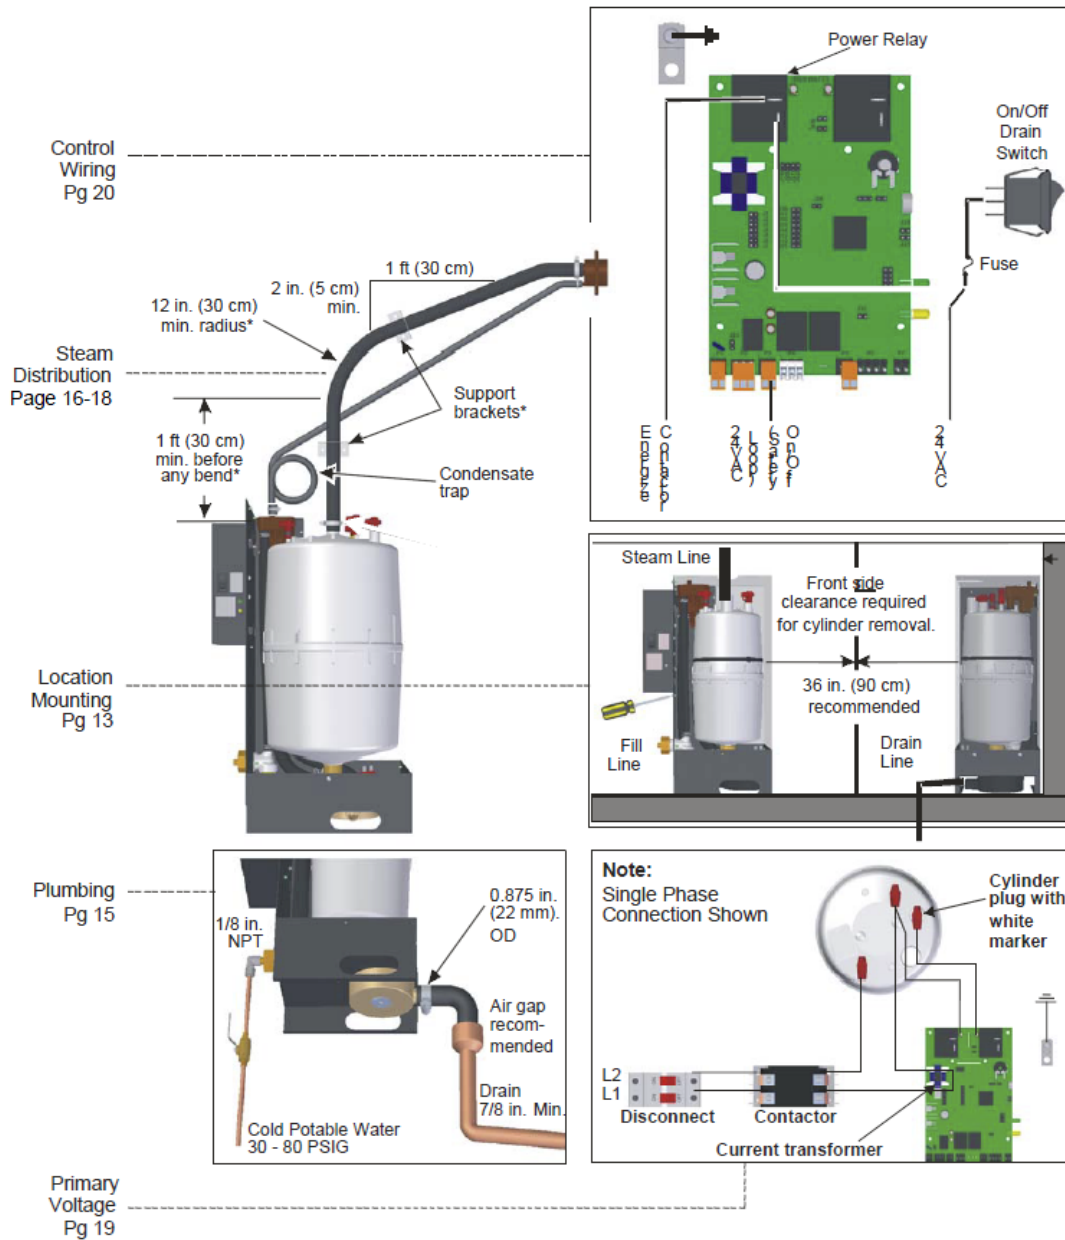 Control
Wiring
Pg 20
Steam
Distribution
Page 16-18
Location
Mounting
Pg 13
Plumbing
Pg 15
Primary
Voltage
Pg 19
1 ft (30 cm)
2 in. (5 cm)
min.
12 in. (30 cm)
min. radius*
Support
brackets*
1 ft (30 cm)
min. before
any bend*
Condensate
trap
Power Relay
On/Off
Drain
Switch
Fuse
Energize
Contactor
24VAC
Loop)
(Safety
On/Off
24VAC
Steam Line
Front side
clearance required
for cylinder removal.
36 in. (90 cm)
recommended
Fill
Line
Drain
Line
1/8 in.
NPT
0.875 in.
(22 mm).
OD
Air gap
recom-
mended
Drain
7/8 in. Min.
Cold Potable Water
30 - 80 PSIG
Note:
Single Phase
Connection Shown
Cylinder
plug with
white
marker
L2
L1
Disconnect
Contactor
Current transformer